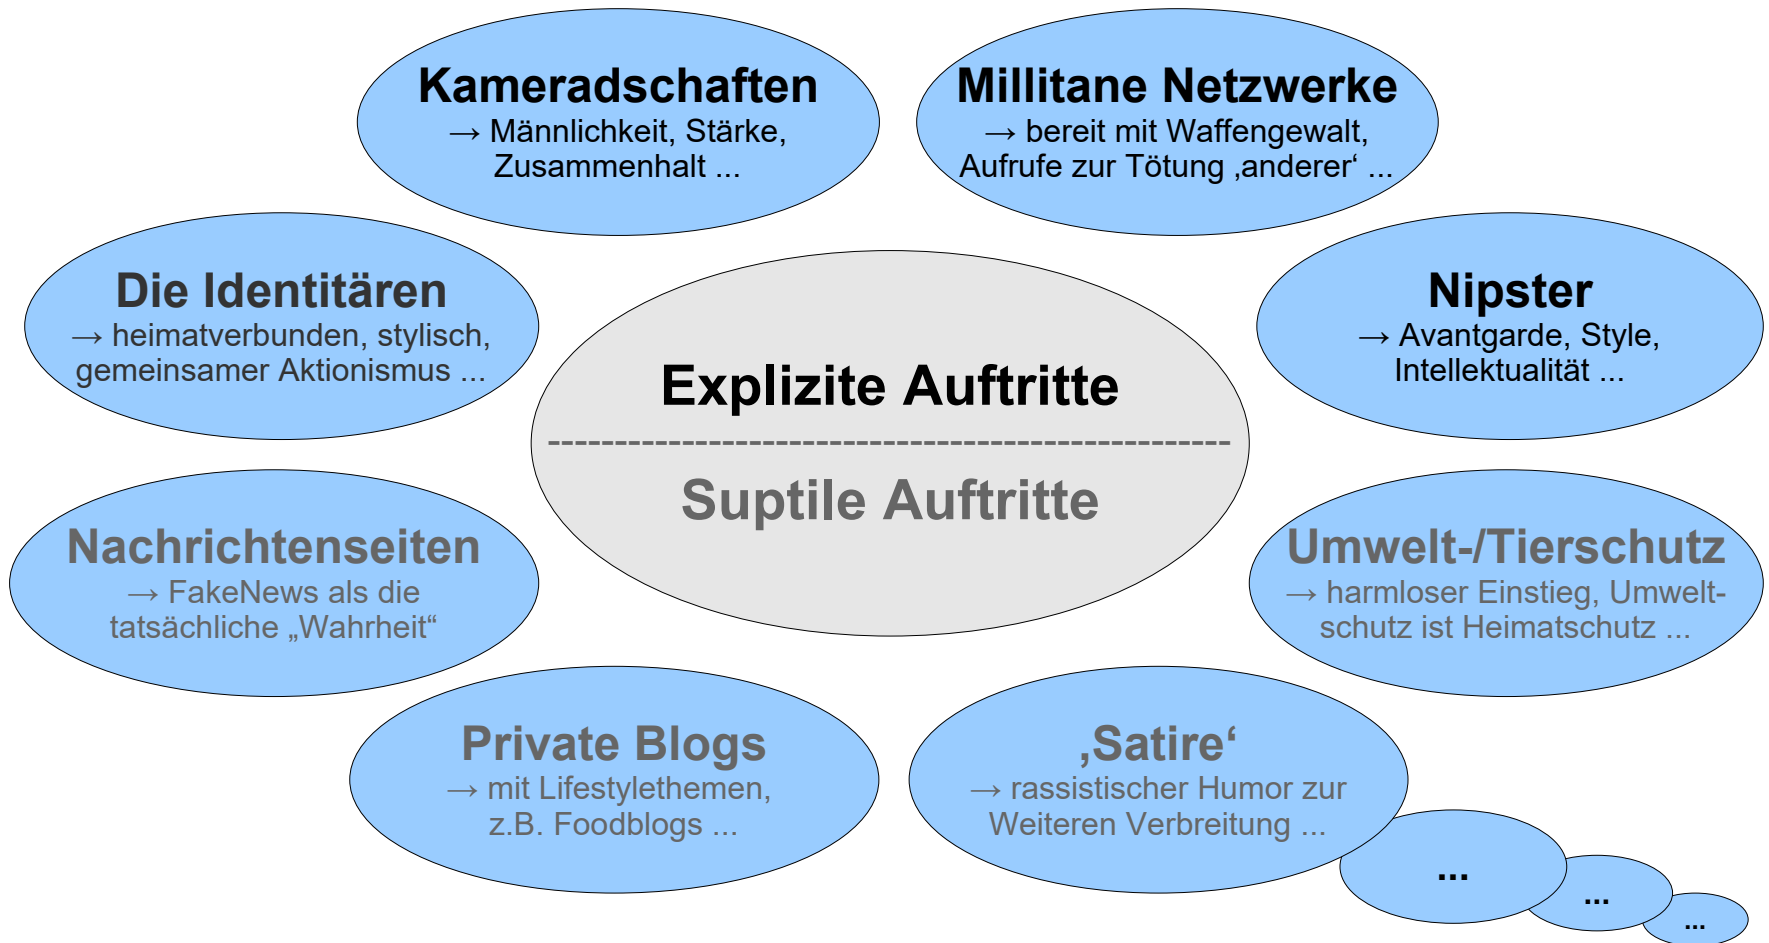 Kameradschaften
→ Männlichkeit, Stärke,
Zusammenhalt ...
Millitane Netzwerke
→ bereit mit Waffengewalt,
Aufrufe zur Tötung ‚anderer‘ ...
Die Identitären
→ heimatverbunden, stylisch,
gemeinsamer Aktionismus ...
Nipster
→ Avantgarde, Style,
Intellektualität ...
Explizite Auftritte
---------------------------------------------------
Suptile Auftritte
Nachrichtenseiten
→ FakeNews als die
tatsächliche „Wahrheit“
Umwelt-/Tierschutz
→ harmloser Einstieg, Umwelt-
schutz ist Heimatschutz ...
Private Blogs
→ mit Lifestylethemen,
z.B. Foodblogs ...
‚Satire‘
→ rassistischer Humor zur
Weiteren Verbreitung ...
...
...
...